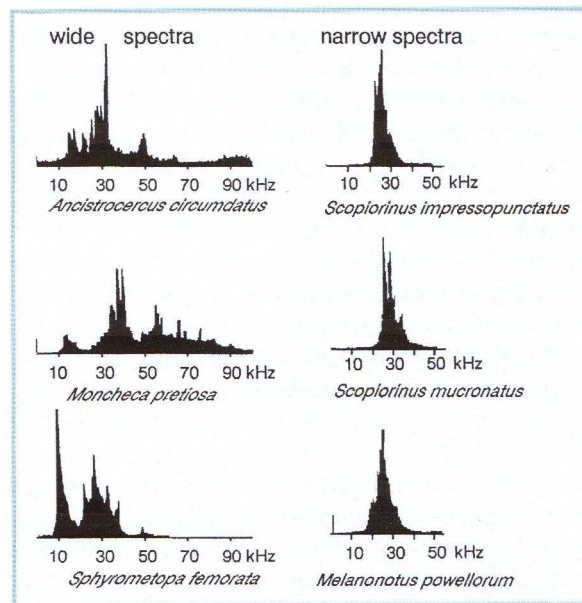 wide spectra narrow spectra
10 30 50 70 90 kHz 10 30 50 kHz
Ancistrocercus circumdatus Scopiorinus impressopunctatus
10 30 50 70 90 kHz 10 30 50 kHz
Moncheca pretiosa Scopiorinus mucronatus
10 30 50 70 90 kHz 10 30 50 kHz
Sphyrometopa femorata Melanonotus powellorum